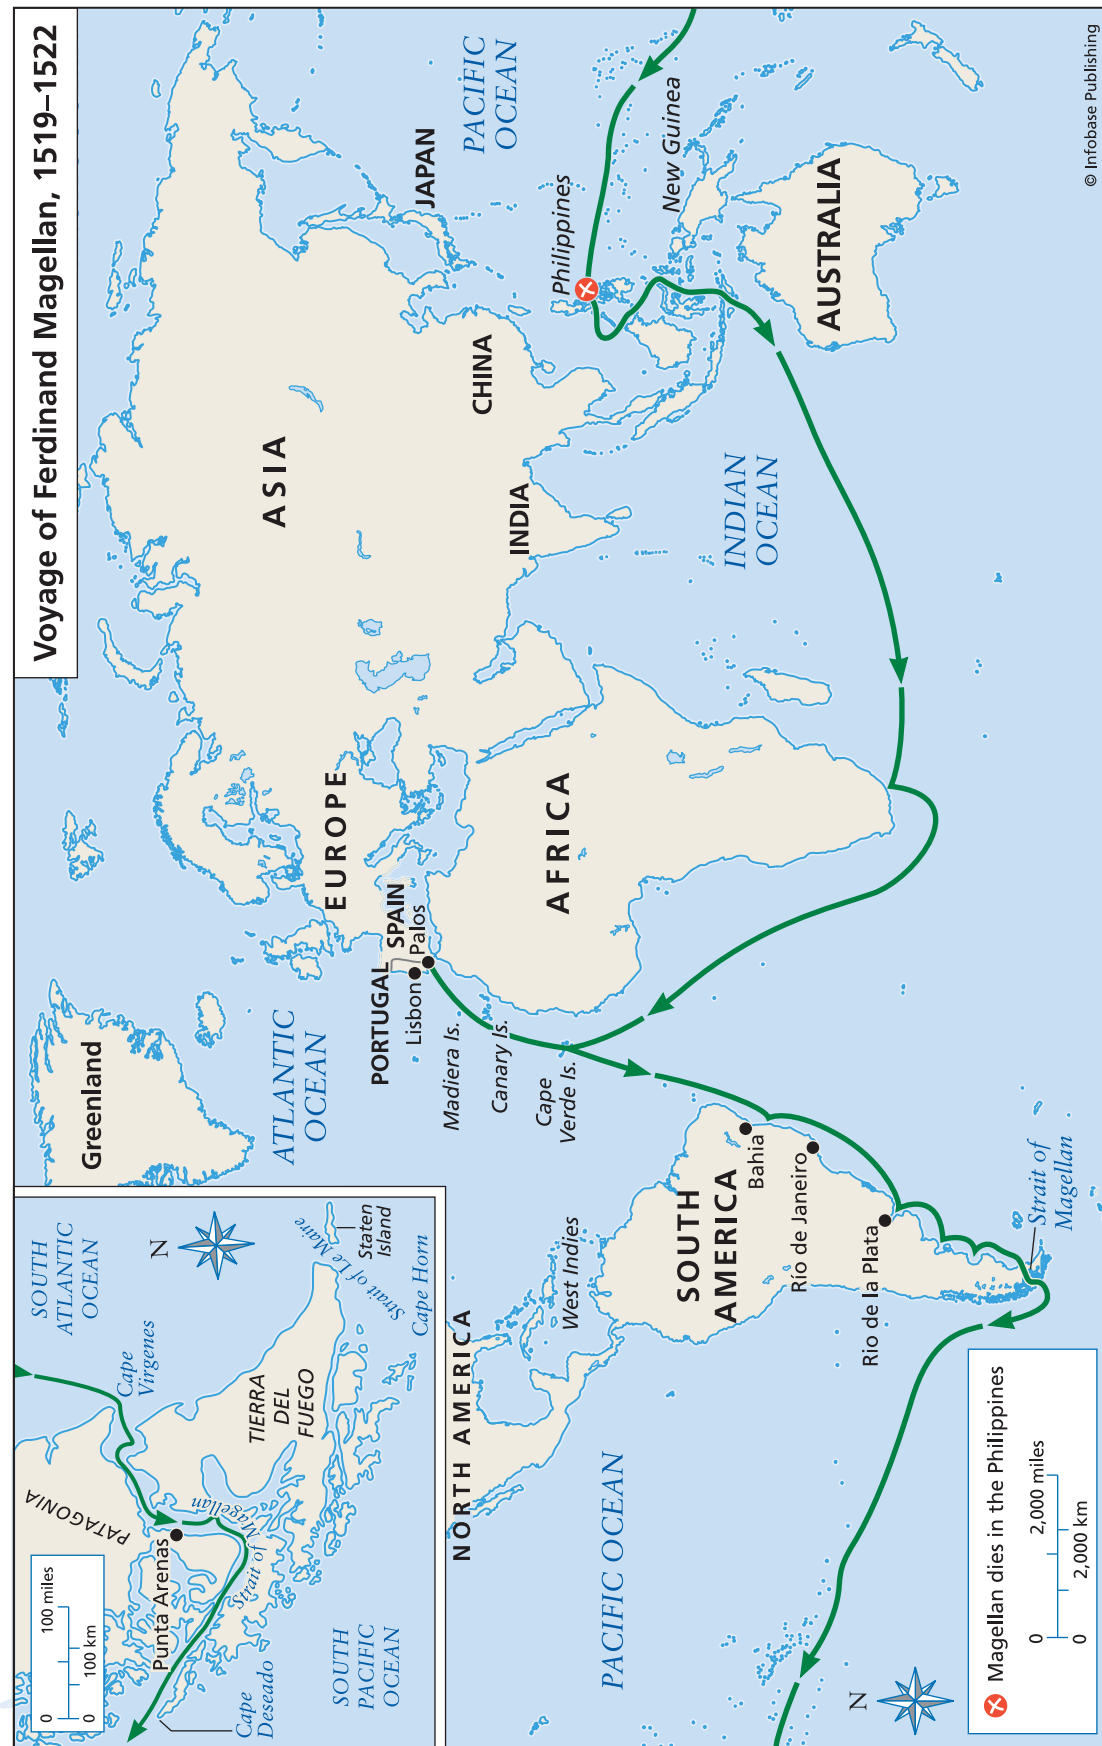 Voyage of Ferdinand Magellan, 1519–1522
SOUTH
ATLANTIC
OCEAN
N
Cape
Virgenes
PATAGONIA
Punta Arenas
Strait of Magellan
TIERRA
DEL
FUEGO
Strait of Le Maire
Staten
Island
Cape Horn
SOUTH
PACIFIC
OCEAN
Cape
Deseado
0
100 miles
0
100 km
Greenland
ATLANTIC
OCEAN
EUROPE
PORTUGAL
SPAIN
Lisbon
Palos
Madiera Is.
Canary Is.
Cape
Verde Is.
AFRICA
ASIA
INDIA
CHINA
JAPAN
PACIFIC
OCEAN
Philippines
New Guinea
AUSTRALIA
INDIAN
OCEAN
NORTH AMERICA
West Indies
SOUTH
AMERICA
Bahia
Río de Janeiro
Rio de la Plata
Strait of
Magellan
PACIFIC OCEAN
N
Magellan dies in the Philippines
0
2,000 miles
0
2,000 km
© Infobase Publishing